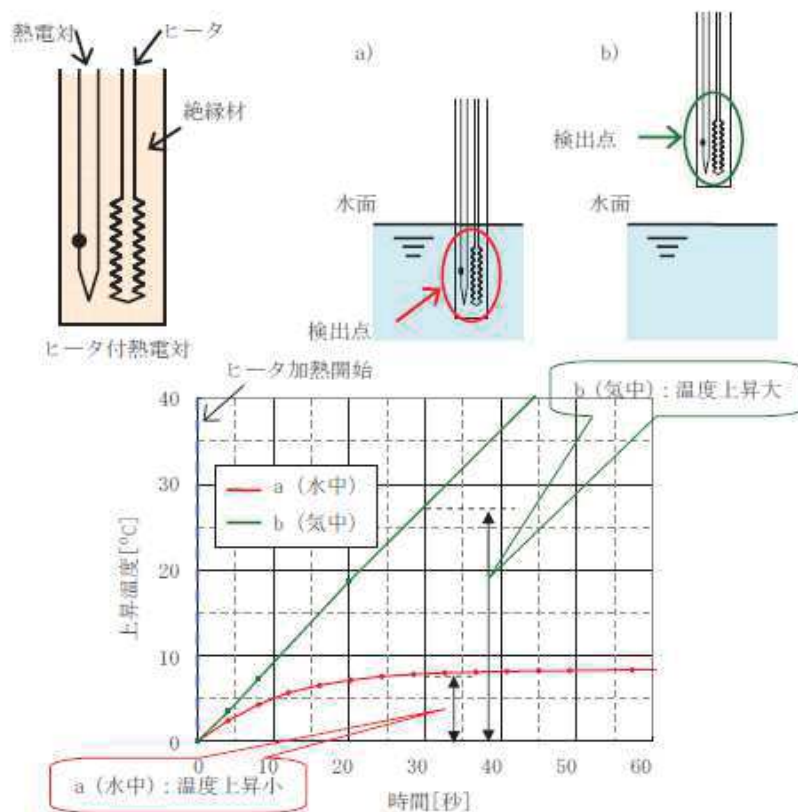 熱電対
ヒータ
絶縁材
ヒータ付熱電対
a)
水面
検出点
b)
検出点
水面
ヒータ加熱開始
b (気中) : 温度上昇大
40
30
20
10
0
上昇温度[℃]
a (水中)
b (気中)
0
10
20
30
40
50
60
時間[秒]
a (水中) : 温度上昇小